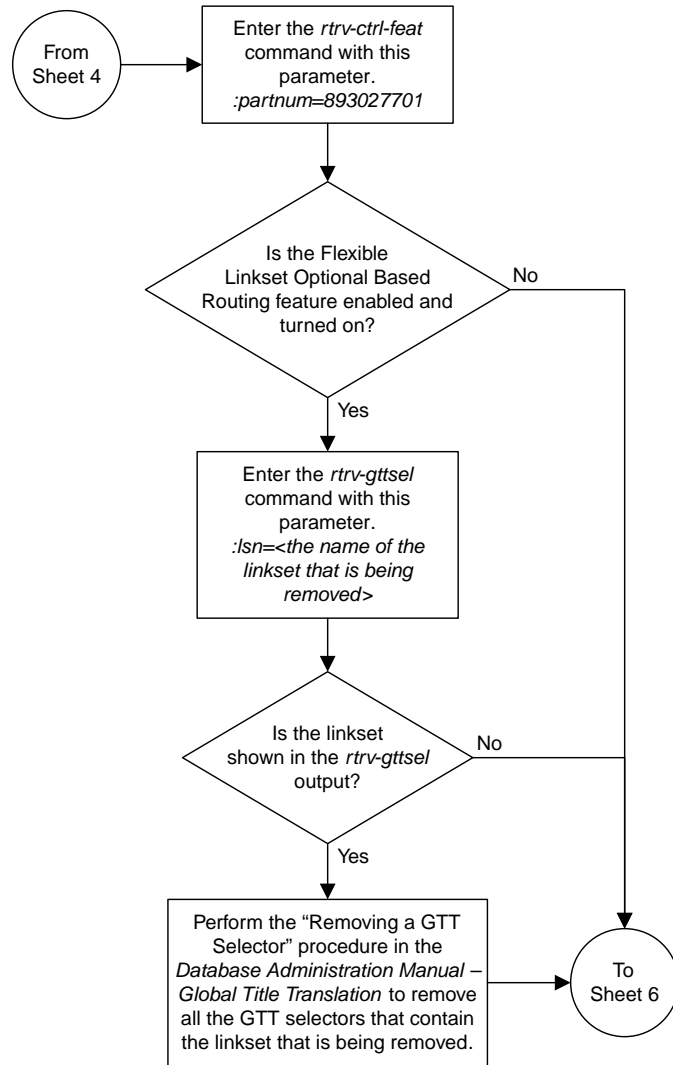 From
Sheet 4
Enter the rtrv-ctrl-feat
command with this
parameter.
:partnum=893027701
Is the Flexible
Linkset Optional Based
Routing feature enabled and
turned on?
No
Yes
Enter the rtrv-gttsel
command with this
parameter.
:lsn=<the name of the
linkset that is being
removed>
Is the linkset
shown in the rtrv-gttsel
output?
No
Yes
Perform the “Removing a GTT
Selector” procedure in the
Database Administration Manual –
Global Title Translation to remove
all the GTT selectors that contain
the linkset that is being removed.
To
Sheet 6